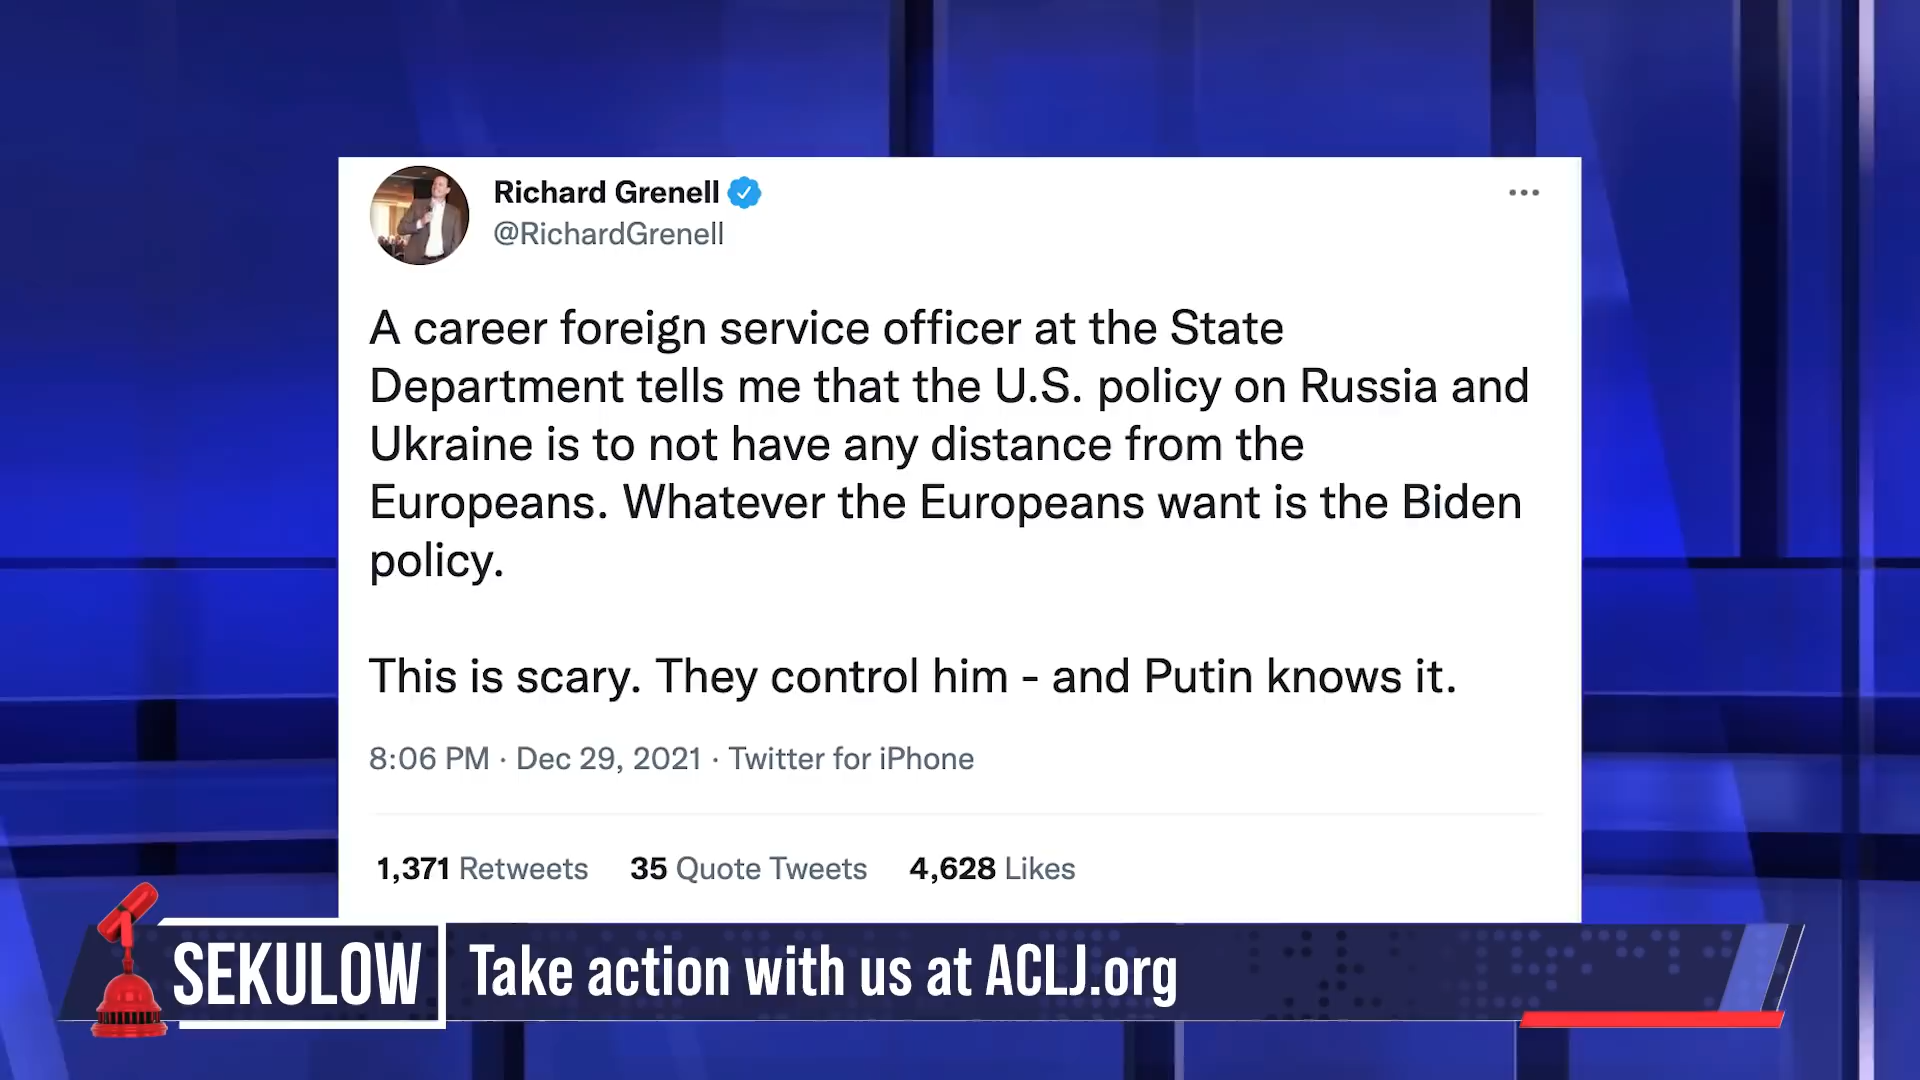 Richard Grenell
@RichardGrenell
A career foreign service officer at the State
Department tells me that the U.S. policy on Russia and
Ukraine is to not have any distance from the
Europeans. Whatever the Europeans want is the Biden
policy.
This is scary. They control him - and Putin knows it.
8:06 PM · Dec 29, 2021 · Twitter for iPhone
1,371 Retweets 35 Quote Tweets 4,628 Likes
SEKULOW Take action with us at ACLJ.org